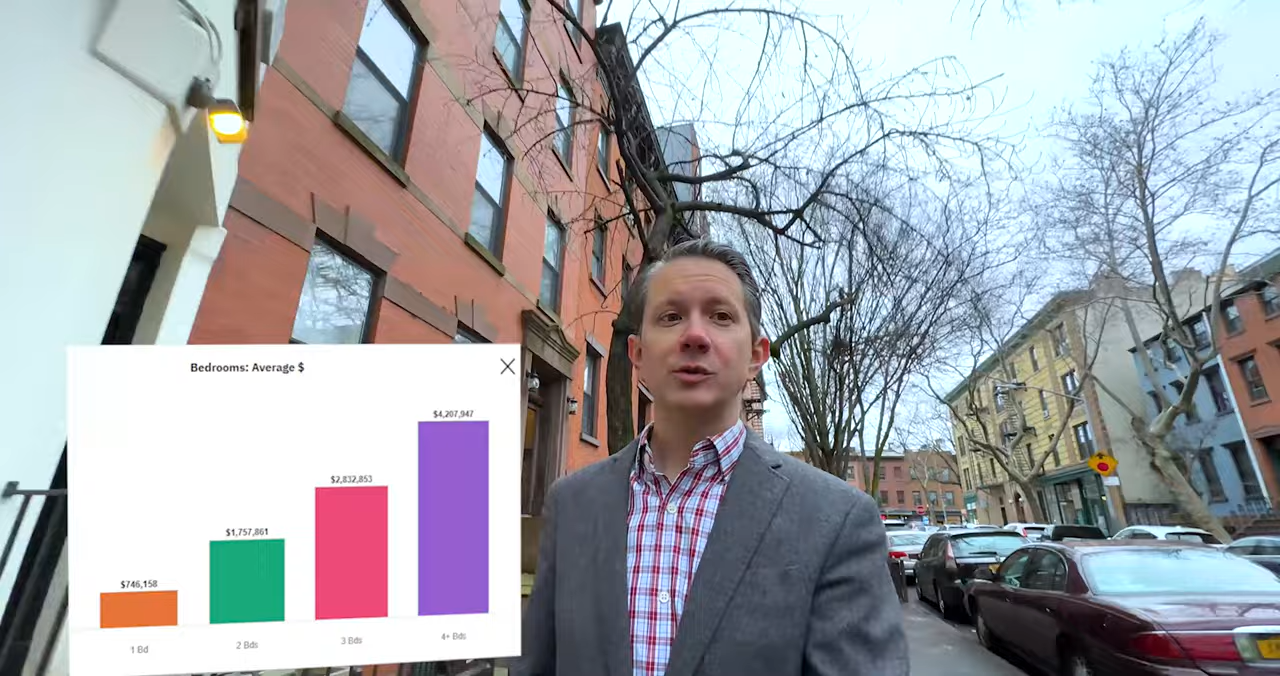 Bedrooms: Average $
$4,207,947
$2,832,853
$1,757,861
$746,158
1 Bd
2 Bds
3 Bds
4+ Bds